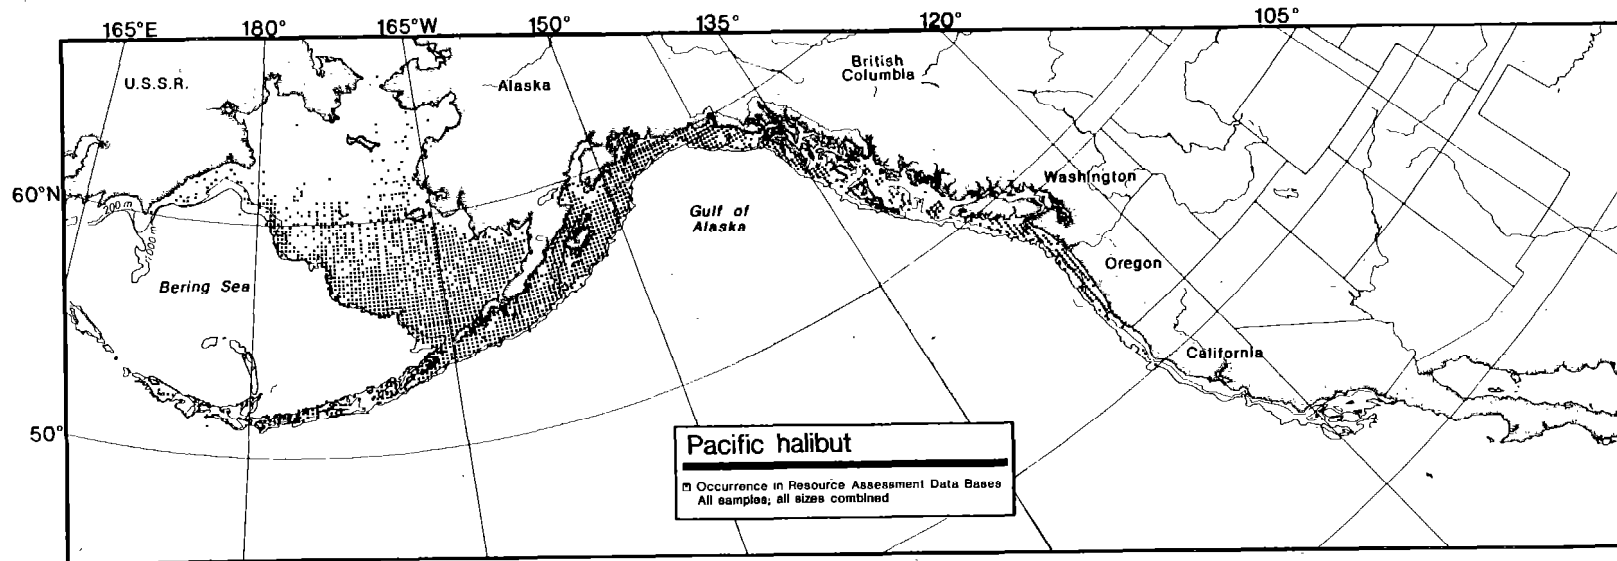 165°E 180° 165°W 150° 135° 120° 105°
U.S.S.R.
Alaska
British
Columbia
60°N
200 m
1000 m
Washington
Gulf of
Alaska
Oregon
Bering Sea
California
50°
Pacific halibut
Occurrence in Resource Assessment Data Bases
All samples; all sizes combined